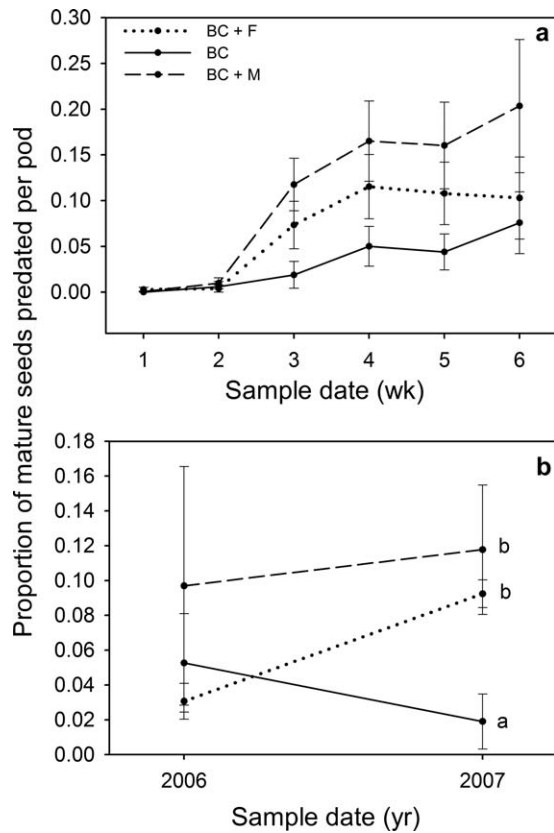 0.30
0.25
0.20
0.15
0.10
0.05
0.00
BC + F
BC
BC + M
a
1 2 3 4 5 6
Sample date (wk)
Proportion of mature seeds predated per pod
0.18
0.16
0.14
0.12
0.10
0.08
0.06
0.04
0.02
0.00
b
b
b
a
2006 2007
Sample date (yr)